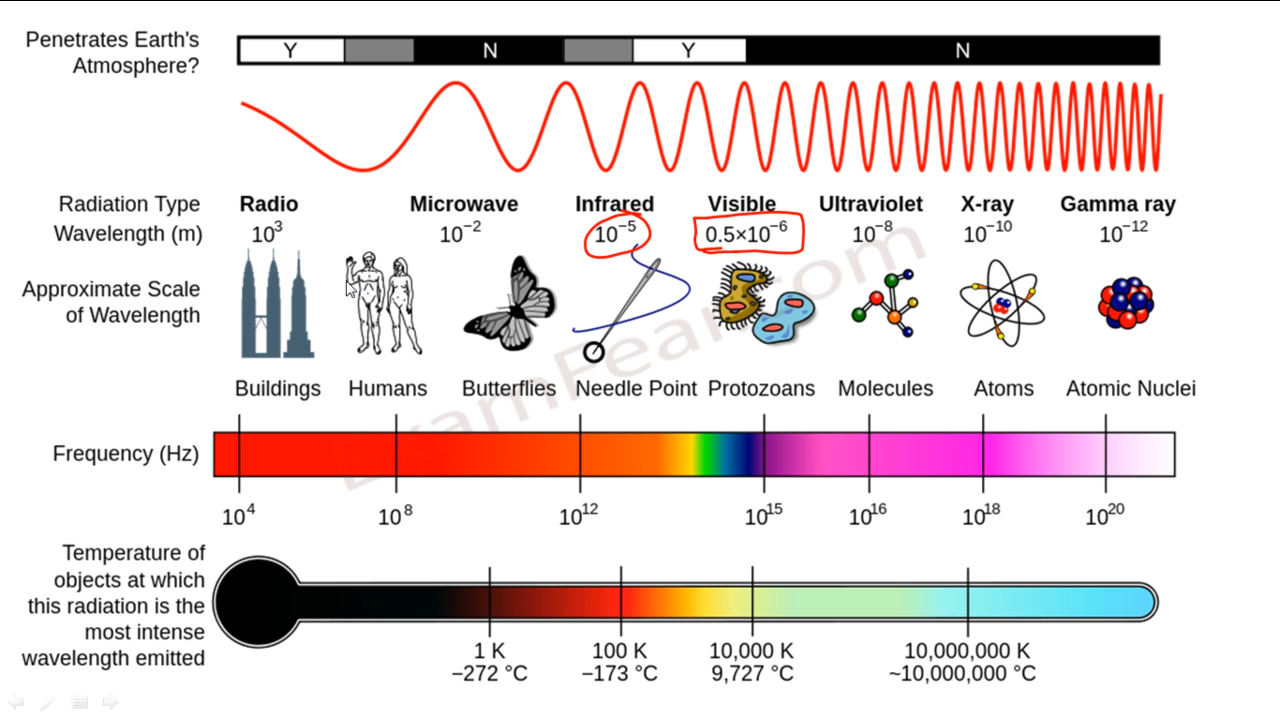 Penetrates Earth's
Atmosphere?
Y N Y N
Radiation Type
Radio Microwave Infrared Visible Ultraviolet X-ray Gamma ray
Wavelength (m)
10³ 10⁻² 10⁻⁵ 0.5×10⁻⁶ 10⁻⁸ 10⁻¹⁰ 10⁻¹²
Approximate Scale
of Wavelength
Buildings Humans Butterflies Needle Point Protozoans Molecules Atoms Atomic Nuclei
ExamFear.com
Frequency (Hz)
10⁴ 10⁸ 10¹² 10¹⁵ 10¹⁶ 10¹⁸ 10²⁰
Temperature of
objects at which
this radiation is the
most intense
wavelength emitted
1 K 100 K 10,000 K 10,000,000 K
−272 °C −173 °C 9,727 °C ~10,000,000 °C